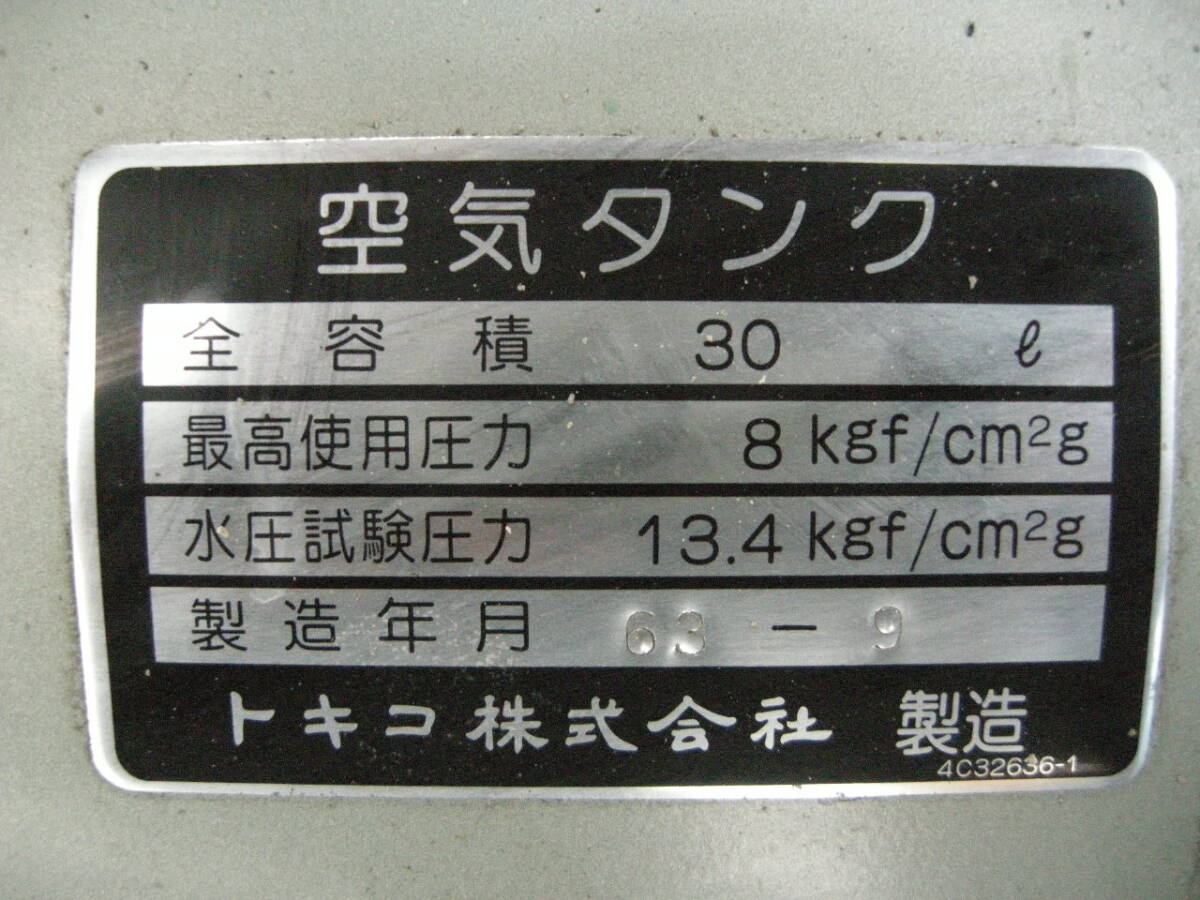 空気タンク
全容積 30 ℓ
最高使用圧力 8 kgf/cm²g
水圧試験圧力 13.4 kgf/cm²g
製造年月 63-9
トキコ株式会社 製造
4C32636-1